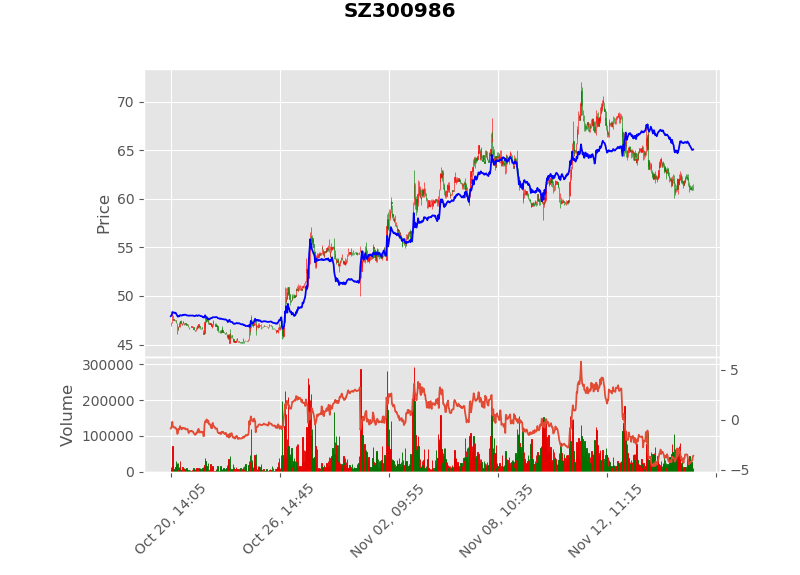 SZ300986
70
65
60
55
50
45
Price
300000
200000
100000
0
Volume
5
0
−5
Oct 20, 14:05
Oct 26, 14:45
Nov 02, 09:55
Nov 08, 10:35
Nov 12, 11:15